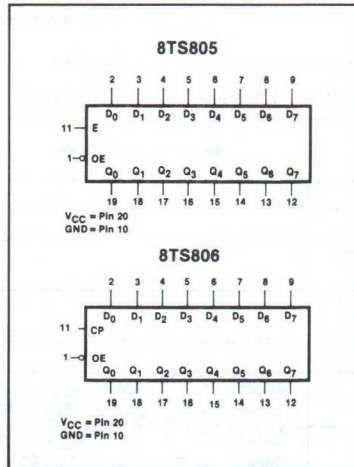 8TS805
2 3 4 5 6 7 8 9
D0 D1 D2 D3 D4 D5 D6 D7
11 E
1 OE
Q0 Q1 Q2 Q3 Q4 Q5 Q6 Q7
19 18 17 16 15 14 13 12
VCC = Pin 20
GND = Pin 10
8TS806
2 3 4 5 6 7 8 9
D0 D1 D2 D3 D4 D5 D6 D7
11 CP
1 OE
Q0 Q1 Q2 Q3 Q4 Q5 Q6 Q7
19 18 17 16 15 14 13 12
VCC = Pin 20
GND = Pin 10